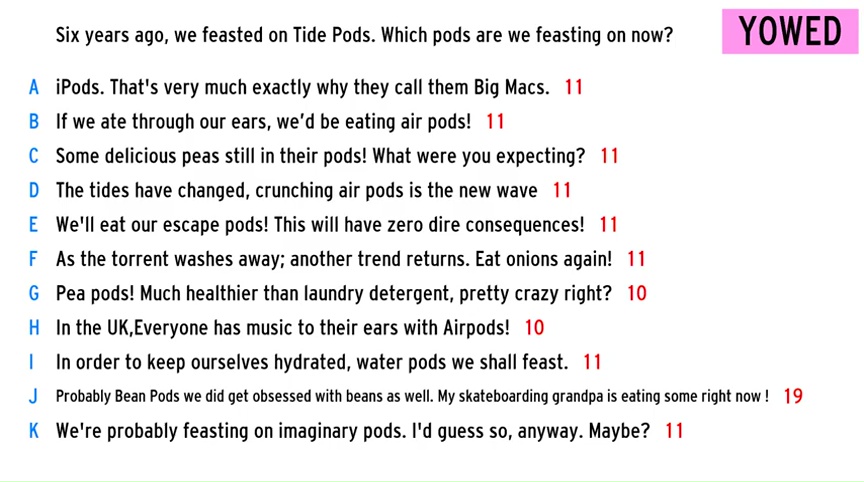 Six years ago, we feasted on Tide Pods. Which pods are we feasting on now?
YOWED
A iPods. That's very much exactly why they call them Big Macs. 11
B If we ate through our ears, we'd be eating air pods! 11
C Some delicious peas still in their pods! What were you expecting? 11
D The tides have changed, crunching air pods is the new wave 11
E We'll eat our escape pods! This will have zero dire consequences! 11
F As the torrent washes away; another trend returns. Eat onions again! 11
G Pea pods! Much healthier than laundry detergent, pretty crazy right? 10
H In the UK,Everyone has music to their ears with Airpods! 10
I In order to keep ourselves hydrated, water pods we shall feast. 11
J Probably Bean Pods we did get obsessed with beans as well. My skateboarding grandpa is eating some right now ! 19
K We're probably feasting on imaginary pods. I'd guess so, anyway. Maybe? 11